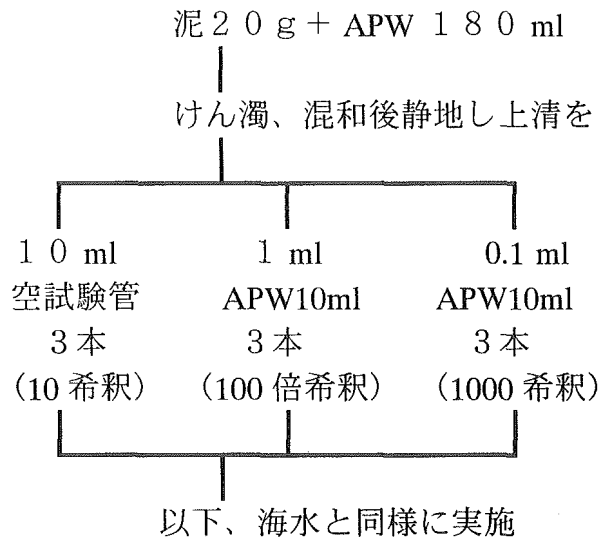 泥２０ｇ＋ APW １８０ ml
けん濁、混和後静地し上清を
１０ ml　１ ml　0.1 ml
空試験管　APW10ml　APW10ml
３本　３本　３本
（10 希釈）　（100 倍希釈）　（1000 希釈）
以下、海水と同様に実施